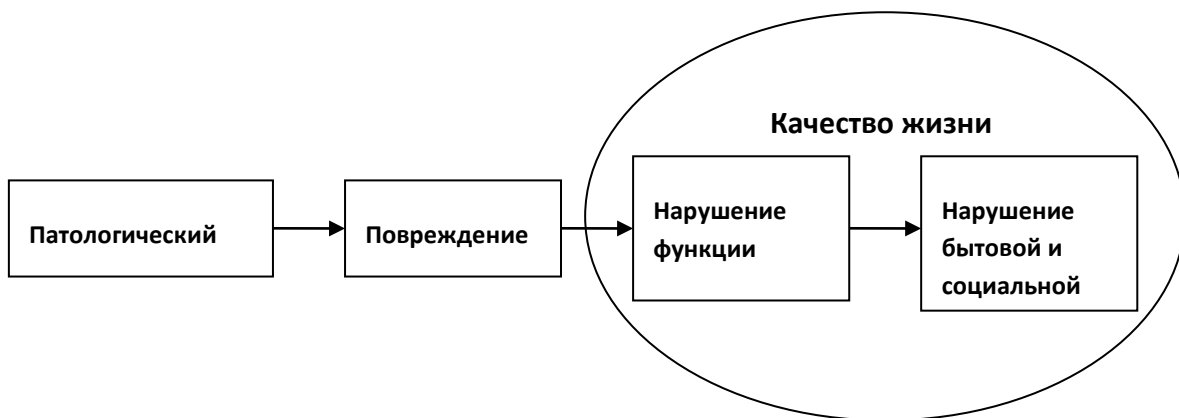 Качество жизни
Патологический
Повреждение
Нарушение
функции
Нарушение
бытовой и
социальной